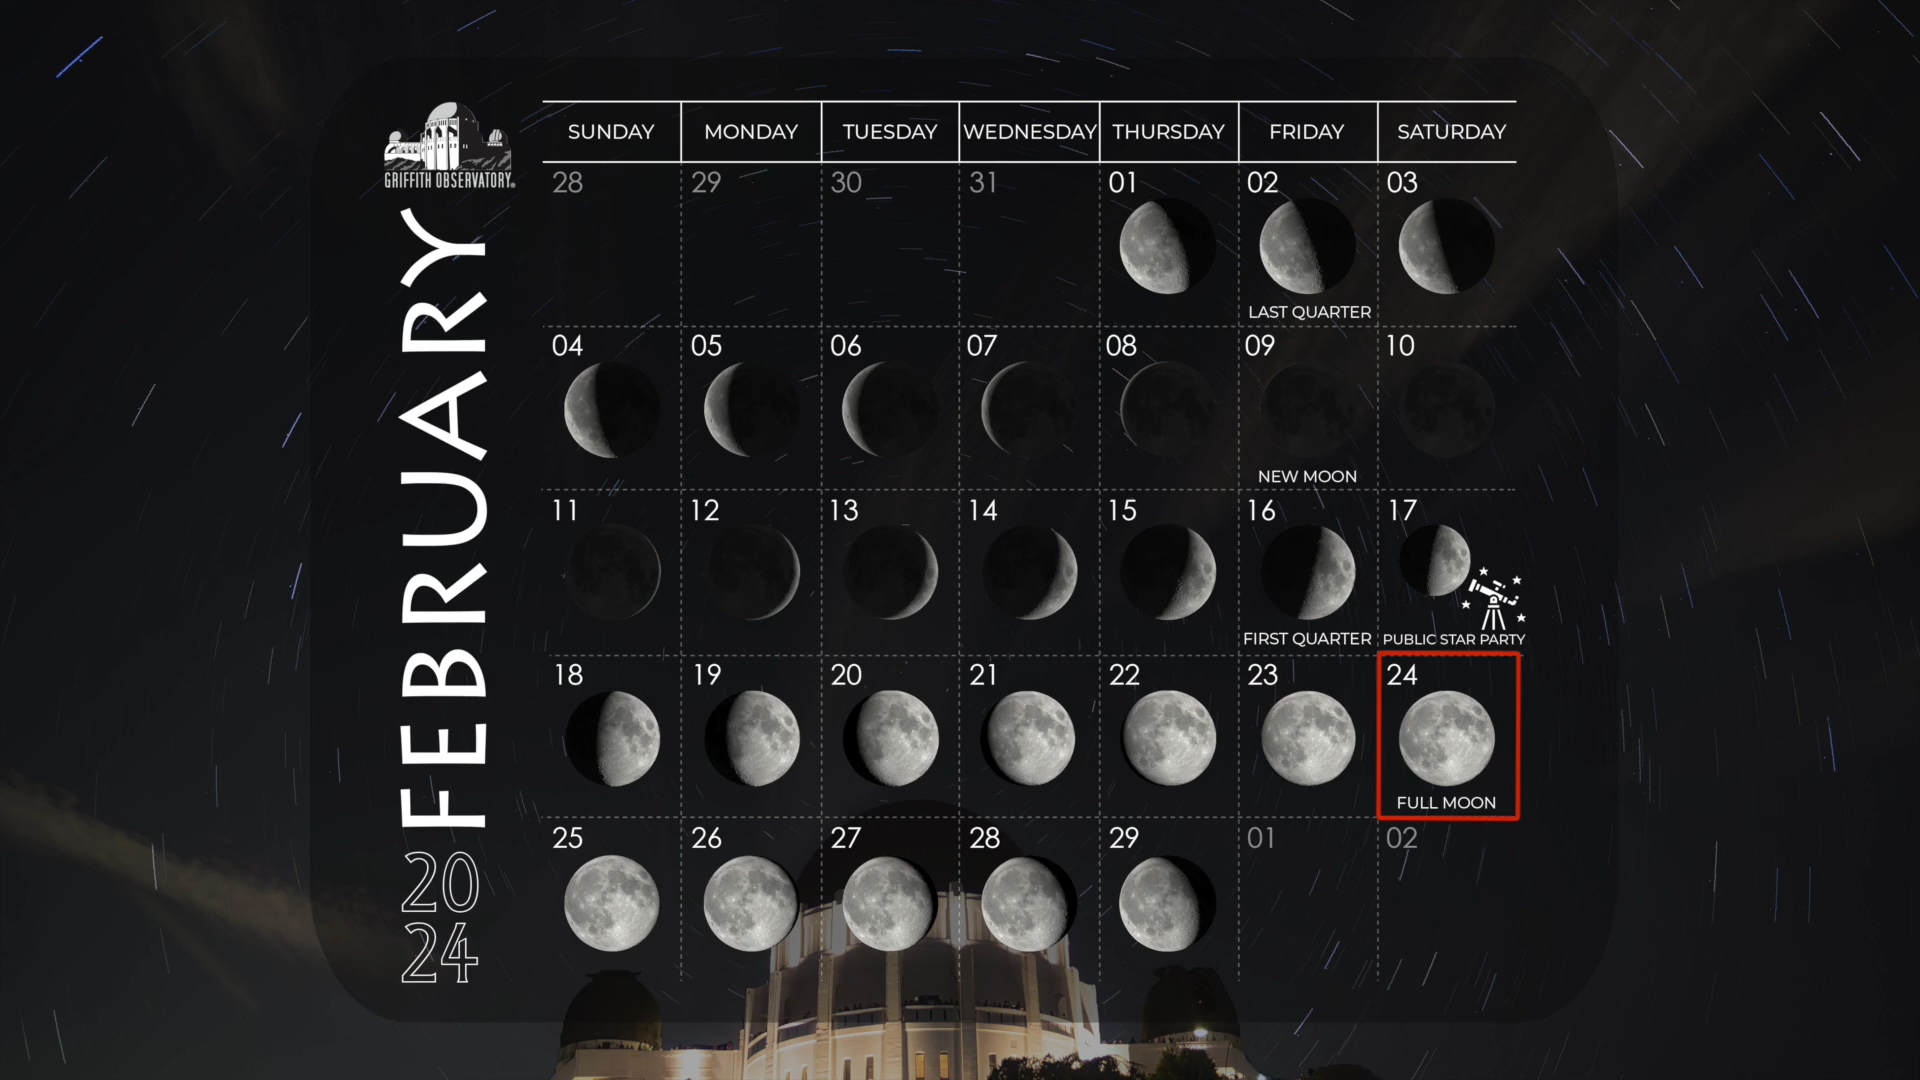 GRIFFITH OBSERVATORY®
FEBRUARY
20
24
SUNDAY MONDAY TUESDAY WEDNESDAY THURSDAY FRIDAY SATURDAY
28 29 30 31 01 02 03
LAST QUARTER
04 05 06 07 08 09 10
NEW MOON
11 12 13 14 15 16 17
FIRST QUARTER PUBLIC STAR PARTY
18 19 20 21 22 23 24
FULL MOON
25 26 27 28 29 01 02